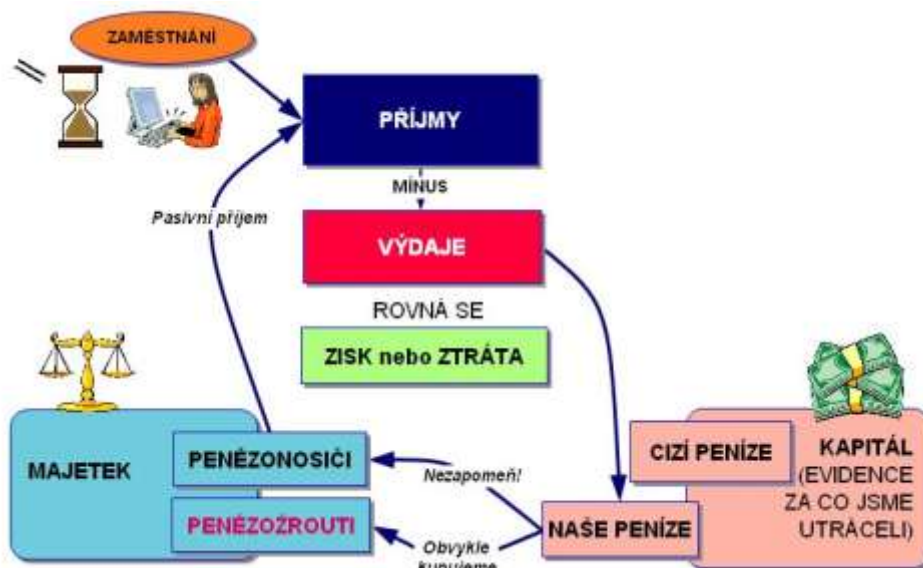 ZAMĚSTNÁNÍ
PŘÍJMY
MÍNUS
Pasivní příjem
VÝDAJE
ROVNÁ SE
ZISK nebo ZTRÁTA
MAJETEK
PENĚZONOSIČI
PENĚZOŽROUTI
Nezapomeň!
Obvykle
kupujeme
CIZÍ PENÍZE
NAŠE PENÍZE
KAPITÁL
(EVIDENCE
ZA CO JSME
UTRÁCELI)